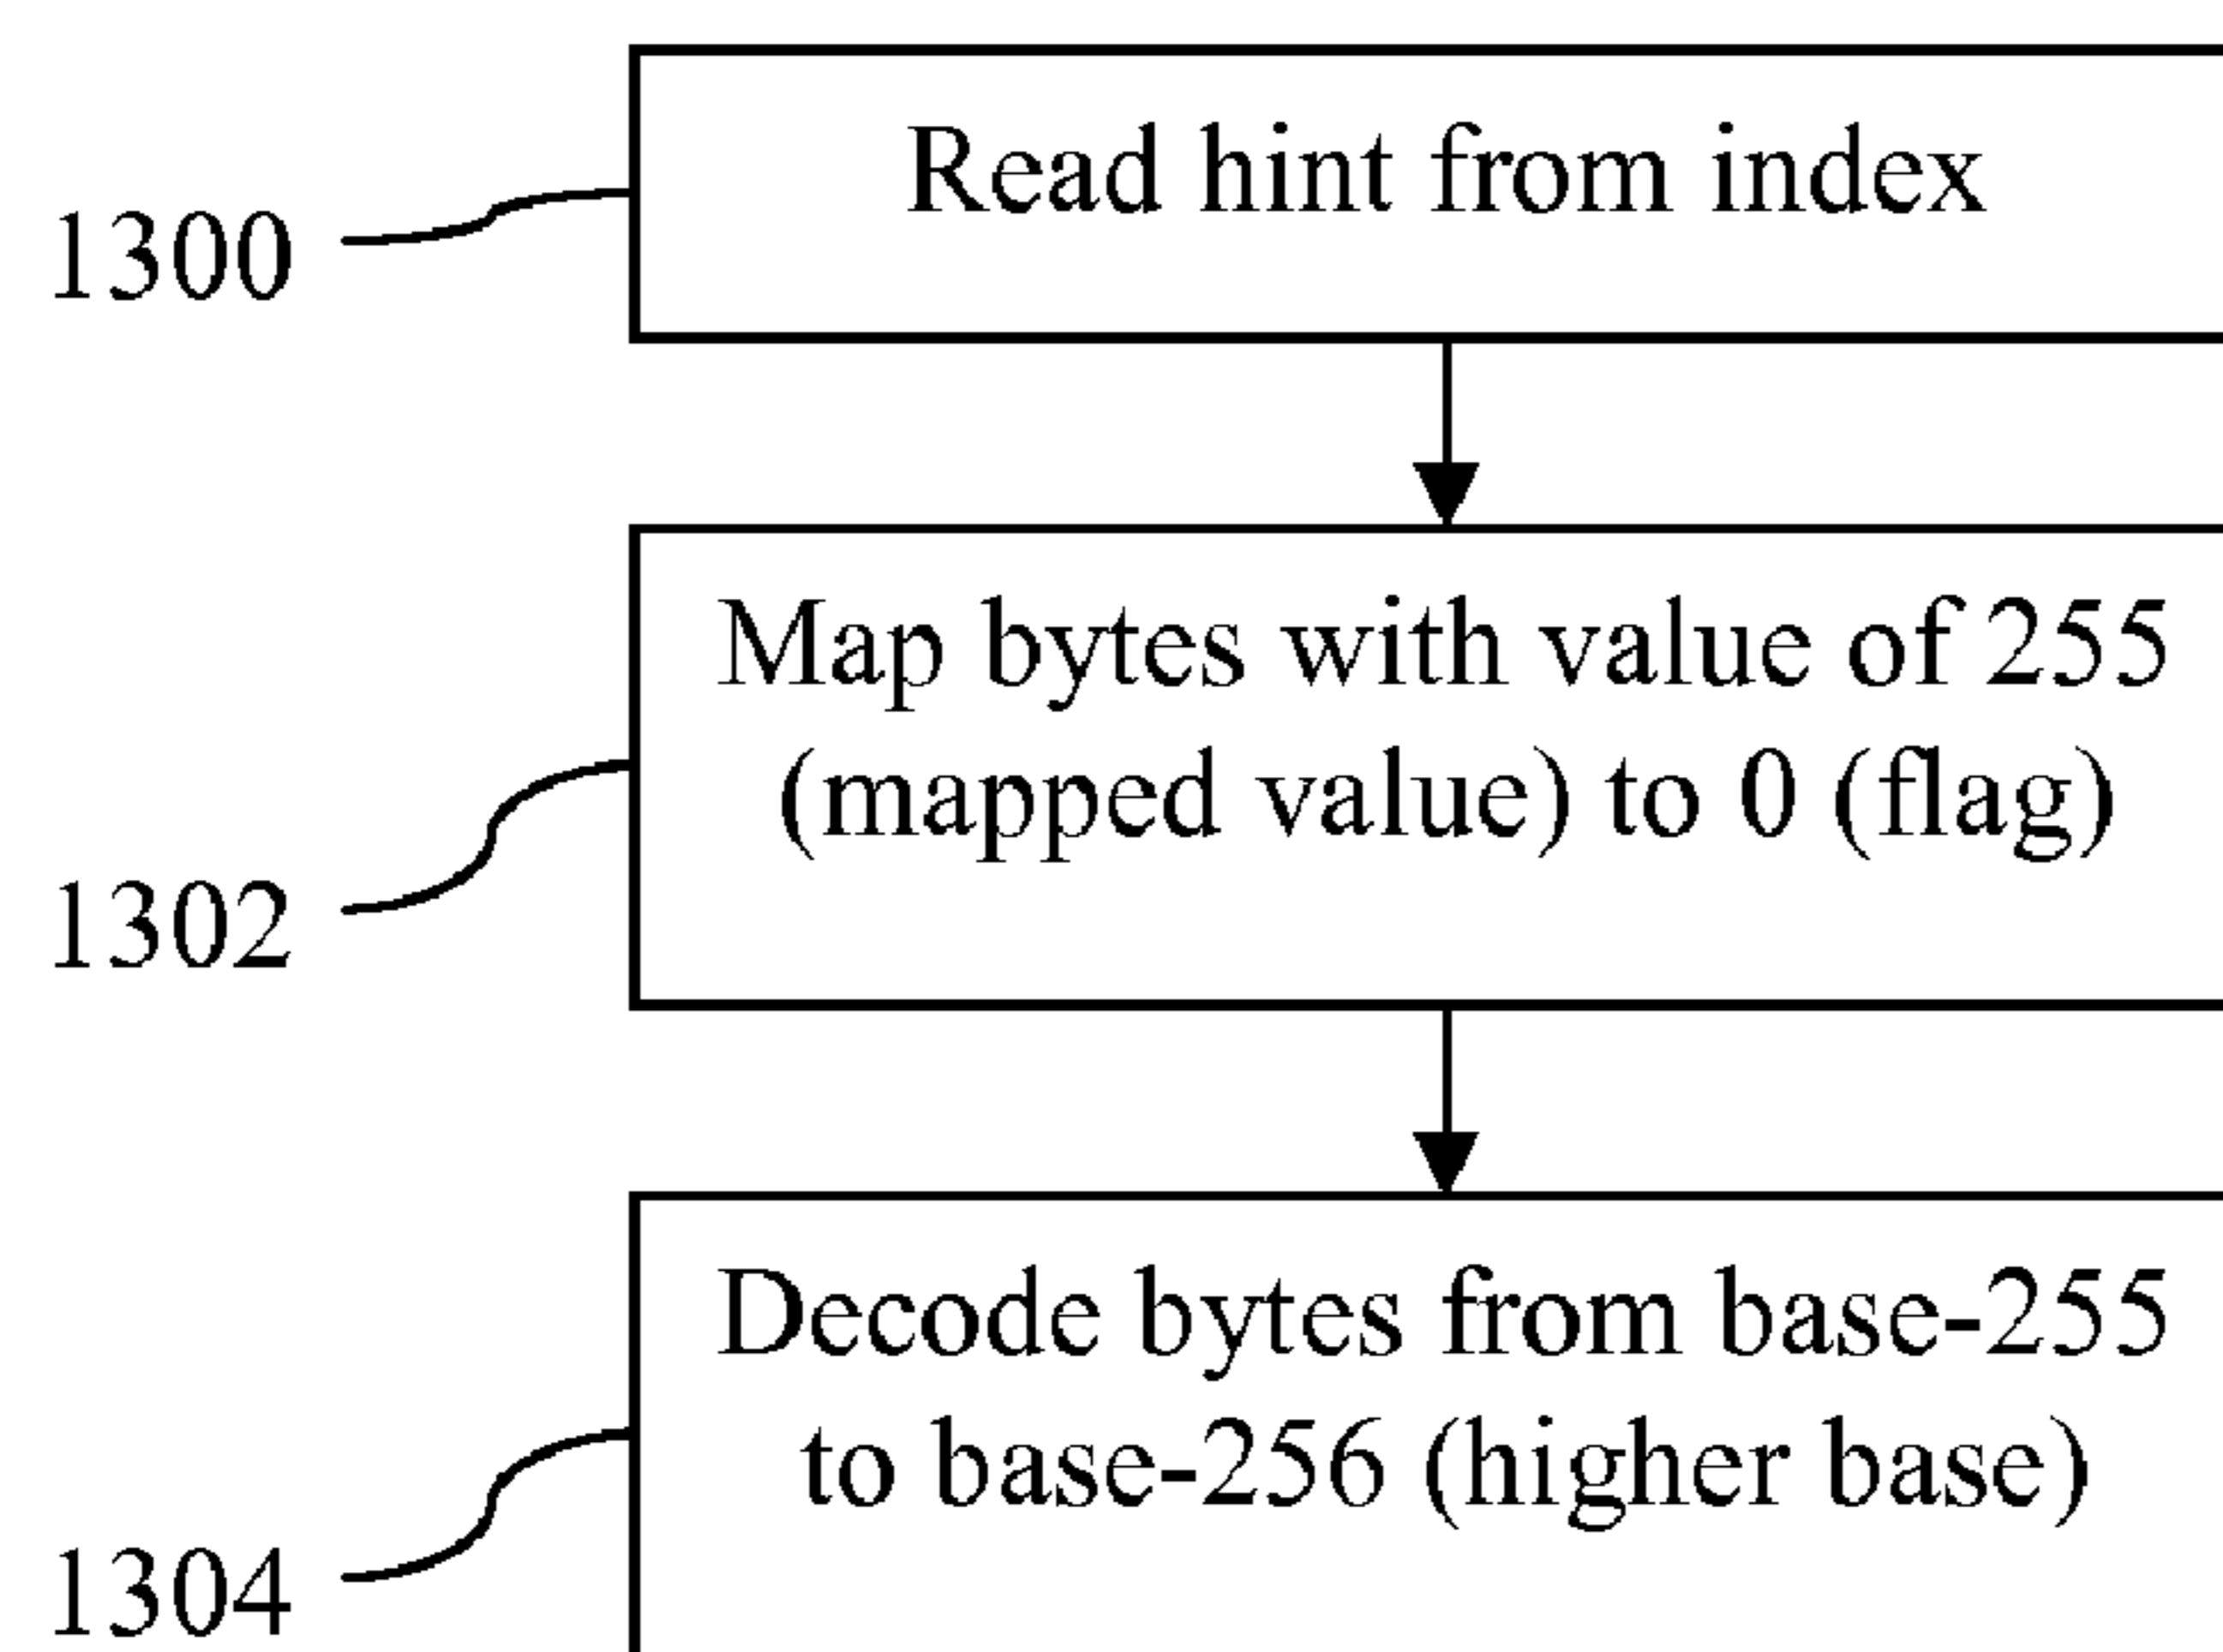 Read hint from index
1300
Map bytes with value of 255
(mapped value) to 0 (flag)
1302
Decode bytes from base-255
to base-256 (higher base)
1304